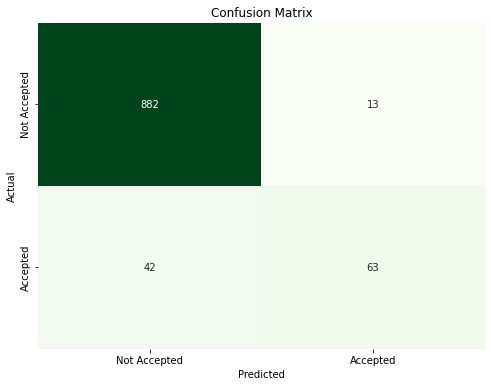 Confusion Matrix
Not Accepted
882
13
Actual
Accepted
42
63
Not Accepted
Accepted
Predicted